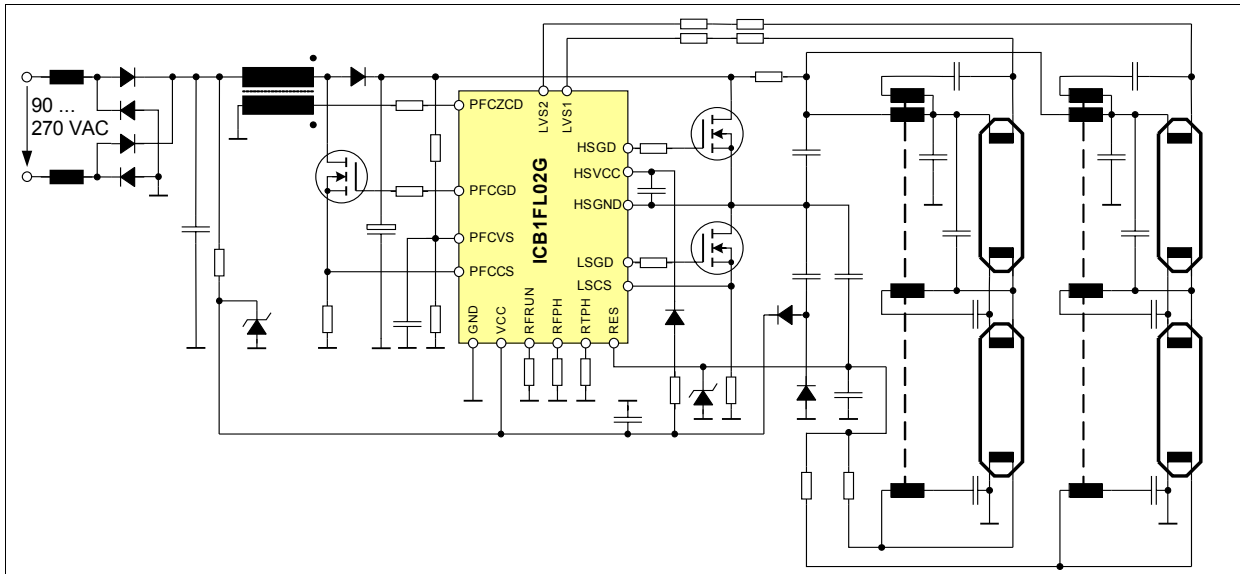 90 ...
270 VAC
PFCZCD
PFCGD
PFCVS
PFCCS
LVS2
LVS1
HSGD
HSVCC
HSGND
LSGD
LSCS
ICB1FL02G
GND
VCC
RFRUN
RFPH
RTPH
RES